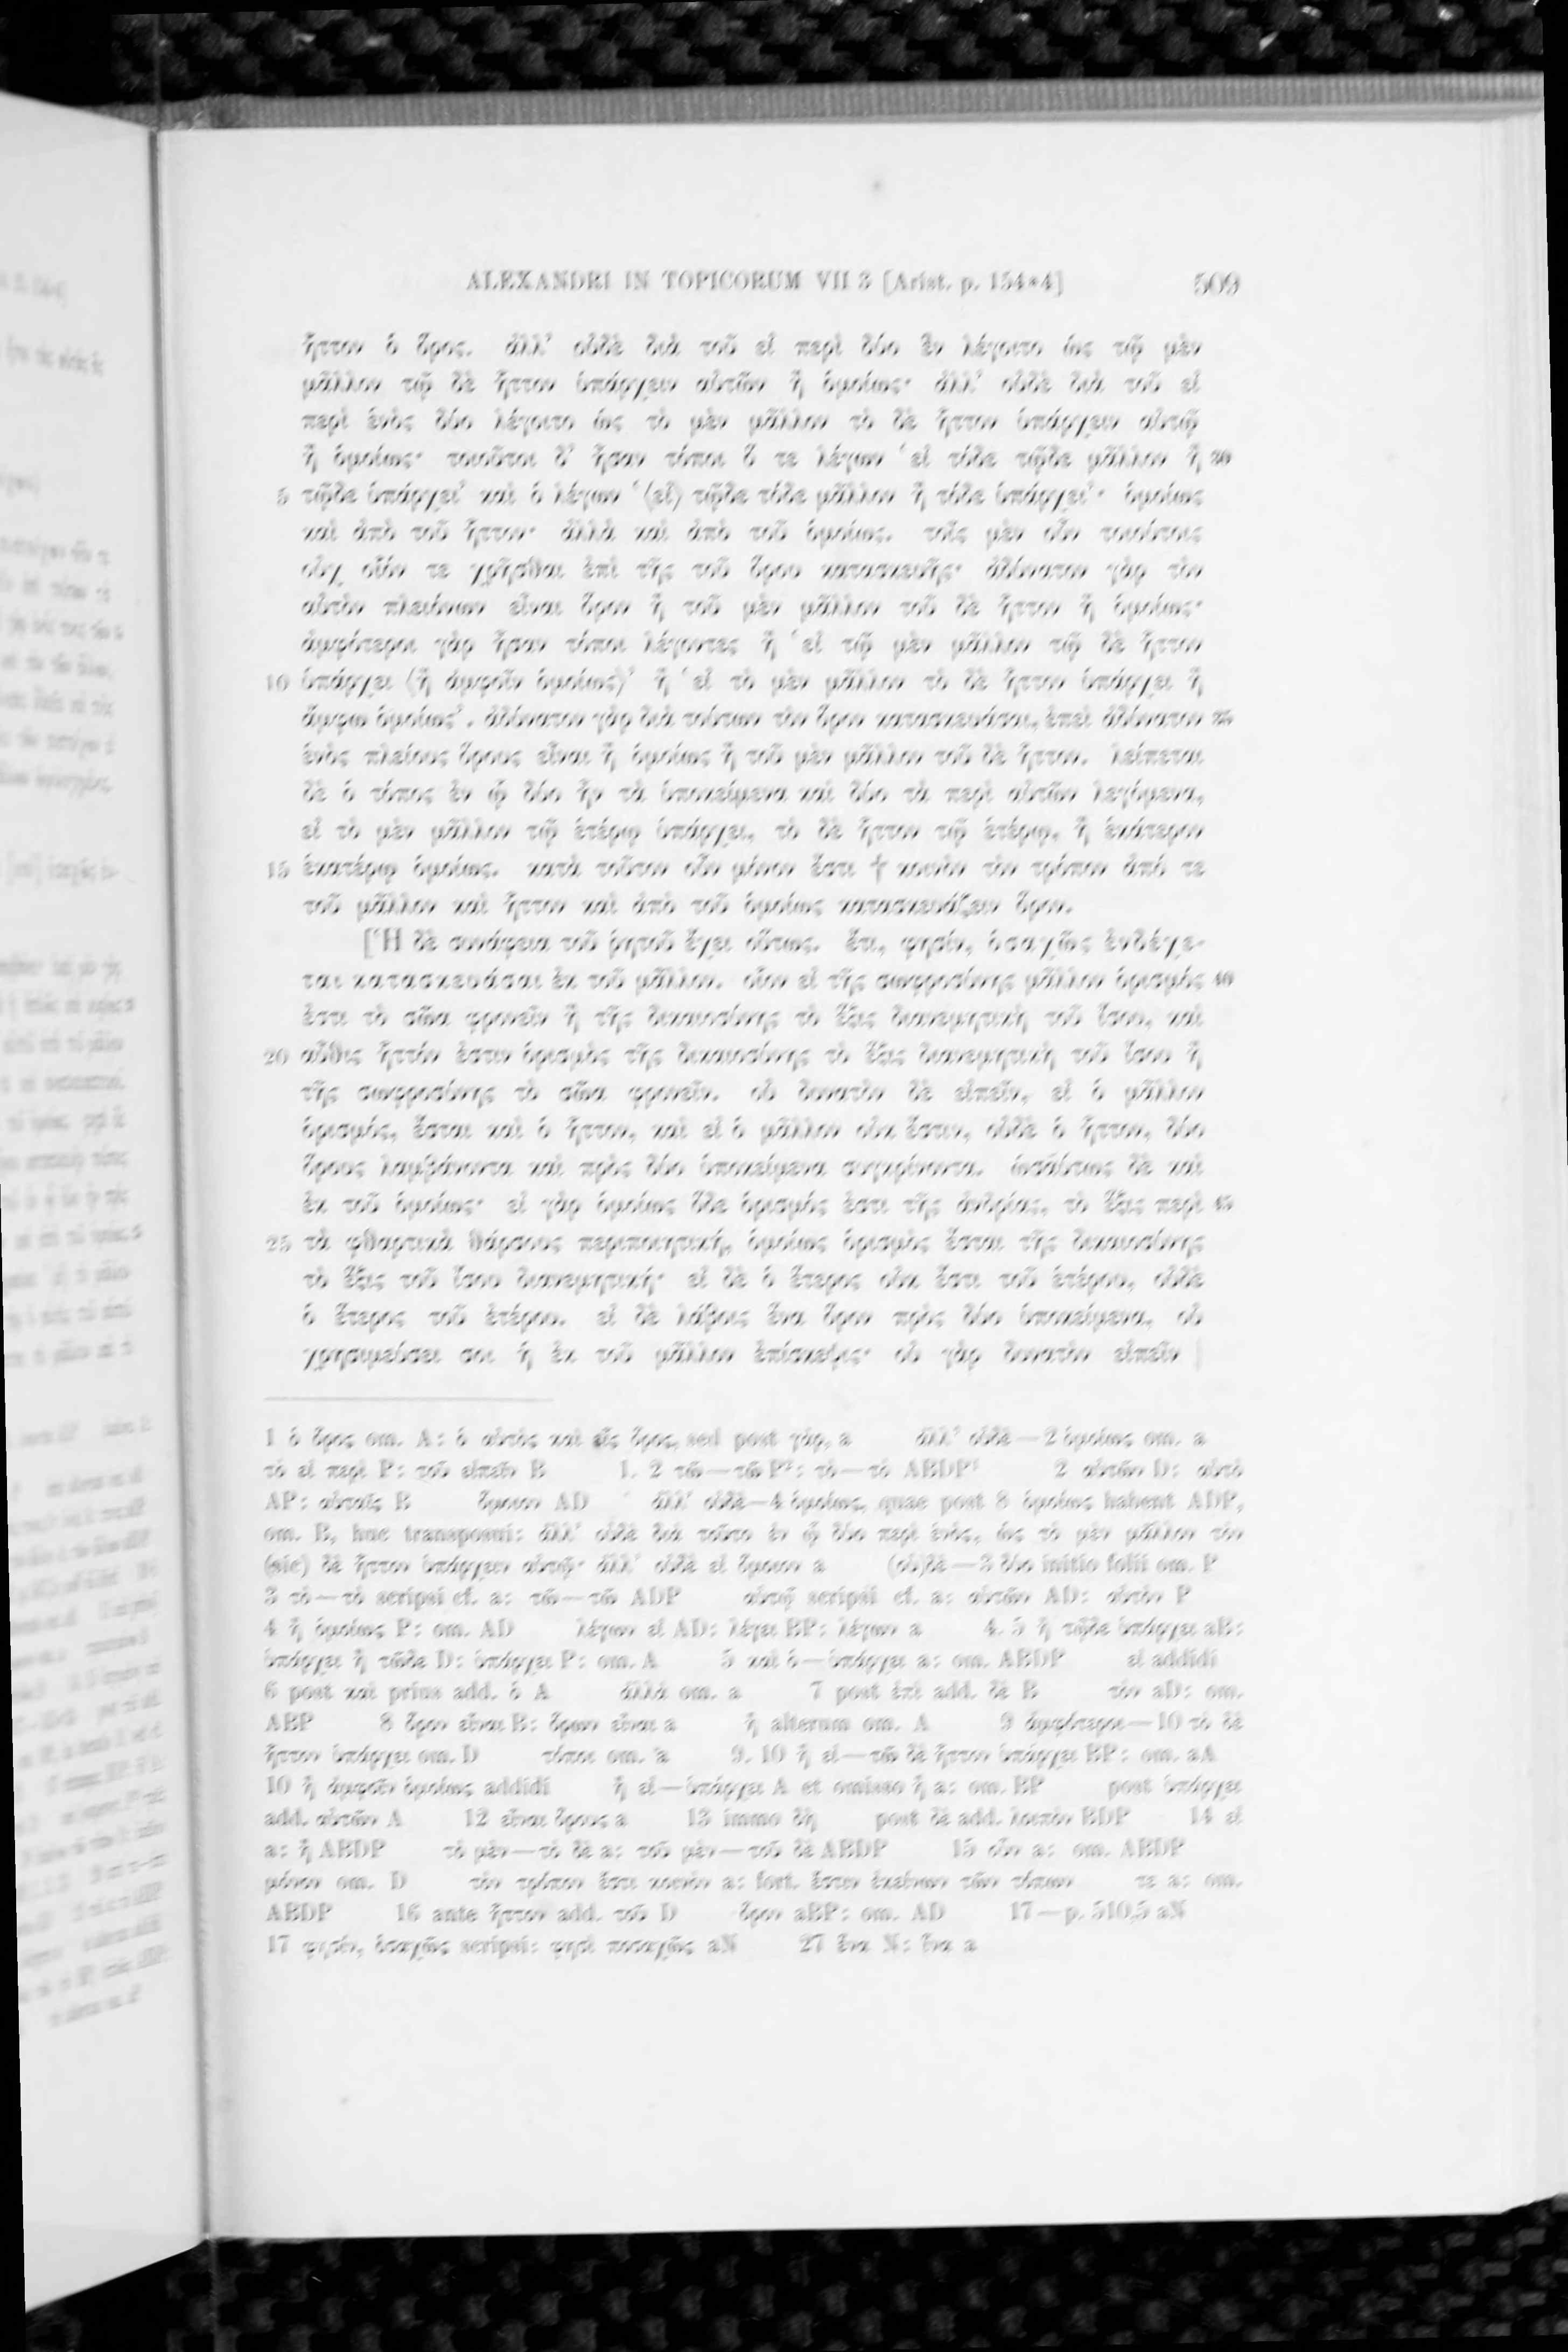 ALEXANDRI IN TOPICORUM VII 3 [Arist. p. 154a4] 509
ἧττον ὁ ὅρος. ἀλλ’ οὐδὲ διὰ τοῦ εἰ περὶ δύο ἓν λέγοιτο ὡς τῷ μὲν
μᾶλλον τῷ δὲ ἧττον ὑπάρχειν αὐτῶν ἢ ὁμοίως· ἀλλ’ οὐδὲ διὰ τοῦ εἰ
περὶ ἑνὸς δύο λέγοιτο ὡς τὸ μὲν μᾶλλον τὸ δὲ ἧττον ὑπάρχειν αὐτῷ
ἢ ὁμοίως· τοιοῦτοι δ’ ἦσαν τόποι ὅ τε λέγων ‘εἰ τόδε τῷδε μᾶλλον ἢ 30
5 τῷδε ὑπάρχει’ καὶ ὁ λέγων ‘⟨εἰ⟩ τῷδε τόδε μᾶλλον ἢ τόδε ὑπάρχει’· ὁμοίως
καὶ ἀπὸ τοῦ ἧττον· ἀλλὰ καὶ ἀπὸ τοῦ ὁμοίως. τοῖς μὲν οὖν τοιούτοις
οὐχ οἷόν τε χρῆσθαι ἐπὶ τῆς τοῦ ὅρου κατασκευῆς· ἀδύνατον γὰρ τὸν
αὐτὸν πλειόνων εἶναι ὅρον ἢ τοῦ μὲν μᾶλλον τοῦ δὲ ἧττον ἢ ὁμοίως·
ἀμφότεροι γὰρ ἦσαν τόποι λέγοντες ἢ ‘εἰ τῷ μὲν μᾶλλον τῷ δὲ ἧττον
10 ὑπάρχει ⟨ἢ ἀμφοῖν ὁμοίως⟩’ ἢ ‘εἰ τὸ μὲν μᾶλλον τὸ δὲ ἧττον ὑπάρχει ἢ
ἄμφω ὁμοίως’. ἀδύνατον γὰρ διὰ τούτων τὸν ὅρον κατασκευάσαι, ἐπεὶ ἀδύνατον 35
ἑνὸς πλείους ὅρους εἶναι ἢ ὁμοίως ἢ τοῦ μὲν μᾶλλον τοῦ δὲ ἧττον. λείπεται
δὲ ὁ τόπος ἐν ᾧ δύο ἦν τὰ ὑποκείμενα καὶ δύο τὰ περὶ αὐτῶν λεγόμενα,
εἰ τὸ μὲν μᾶλλον τῷ ἑτέρῳ ὑπάρχει, τὸ δὲ ἧττον τῷ ἑτέρῳ, ἢ ἑκάτερον
15 ἑκατέρῳ ὁμοίως. κατὰ τοῦτον οὖν μόνον ἔστι † κοινὸν τὸν τρόπον ἀπό τε
τοῦ μᾶλλον καὶ ἧττον καὶ ἀπὸ τοῦ ὁμοίως κατασκευάζειν ὅρον.
[Ἡ δὲ συνάφεια τοῦ ῥητοῦ ἔχει οὕτως. ἔτι, φησίν, ὁσαχῶς ἐνδέχε-
ται κατασκευάσαι ἐκ τοῦ μᾶλλον. οἷον εἰ τῆς σωφροσύνης μᾶλλον ὁρισμός 40
ἐστι τὸ σῶα φρονεῖν ἢ τῆς δικαιοσύνης τὸ ἕξις διανεμητικὴ τοῦ ἴσου, καὶ
20 αὖθις ἧττόν ἐστιν ὁρισμὸς τῆς δικαιοσύνης τὸ ἕξις διανεμητικὴ τοῦ ἴσου ἢ
τῆς σωφροσύνης τὸ σῶα φρονεῖν. οὐ δυνατὸν δὲ εἰπεῖν, εἰ ὁ μᾶλλον
ὁρισμός, ἔσται καὶ ὁ ἧττον, καὶ εἰ ὁ μᾶλλον οὐκ ἔστιν, οὐδὲ ὁ ἧττον, δύο
ὅρους λαμβάνοντα καὶ πρὸς δύο ὑποκείμενα συγκρίνοντα. ὡσαύτως δὲ καὶ
ἐκ τοῦ ὁμοίως· εἰ γὰρ ὁμοίως ὅδε ὁρισμός ἐστι τῆς ἀνδρίας, τὸ ἕξις περὶ 45
25 τὰ φθαρτικὰ θάρσους περιποιητική, ὁμοίως ὁρισμὸς ἔσται τῆς δικαιοσύνης
τὸ ἕξις τοῦ ἴσου διανεμητική· εἰ δὲ ὁ ἕτερος οὐκ ἔστι τοῦ ἑτέρου, οὐδὲ
ὁ ἕτερος τοῦ ἑτέρου. εἰ δὲ λάβοις ἕνα ὅρον πρὸς δύο ὑποκείμενα, οὐ
χρησιμεύσει σοι ἡ ἐκ τοῦ μᾶλλον ἐπίσκεψις· οὐ γὰρ δυνατὸν εἰπεῖν |
1 ὁ ὅρος om. A: ὁ αὐτὸς καὶ εἷς ὅρος, sed post γάρ, a ἀλλ’ οὐδὲ—2 ὁμοίως om. a
τὸ εἰ περὶ P: τοῦ εἰπεῖν B 1. 2 τῶ—τῶ P²: τὸ—τὸ ABDP¹ 2 αὐτῶν D: αὐτὸ
AP: αὐταῖς B ὅμοιον AD ἀλλ’ οὐδὲ—4 ὁμοίως, quae post 8 ὁμοίως habent ADP,
om. B, huc transposui: ἀλλ’ οὐδὲ διὰ τοῦτο ἐν ᾧ δύο περὶ ἑνός, ὡς τὸ μὲν μᾶλλον τὸν
(sic) δὲ ἧττον ὑπάρχειν αὐτῷ· ἀλλ’ οὐδὲ εἰ ὅμοιον a (οὐ)δὲ—3 δύο initio folii om. P
3 τὸ—τὸ scripsi cf. a: τῶ—τῶ ADP αὐτῷ scripsi cf. a: αὐτῶν AD: αὐτὸν P
4 ἢ ὁμοίως P: om. AD λέγων εἰ AD: λέγει BP: λέγων a 4. 5 ἢ τῷδε ὑπάρχει aB:
ὑπάρχει ἢ τῶδε D: ὑπάρχει P: om. A 5 καὶ ὁ—ὑπάρχει a: om. ABDP εἰ addidi
6 post καὶ prius add. ὁ A ἀλλὰ om. a 7 post ἐπὶ add. δὲ B τὸν aD: om.
ABP 8 ὅρον εἶναι B: ὅρων εἶναι a ἢ alterum om. A 9 ἀμφότεροι—10 τὸ δὲ
ἧττον ὑπάρχει om. D τόποι om. a 9. 10 ἢ εἰ—τῶ δὲ ἧττον ὑπάρχει BP: om. aA
10 ἢ ἀμφοῖν ὁμοίως addidi ἢ εἰ—ὑπάρχει A et omisso ἢ a: om. BP post ὑπάρχει
add. αὐτῶν A 12 εἶναι ὅρους a 13 immo δὴ post δὲ add. λοιπὸν BDP 14 εἰ
a: ἢ ABDP τὸ μὲν—τὸ δὲ a: τοῦ μὲν—τοῦ δὲ ABDP 15 οὖν a: om. ABDP
μόνον om. D τὸν τρόπον ἔστι κοινὸν a: fort. ἔστιν ἐκείνων τῶν τόπων τε a: om.
ABDP 16 ante ἧττον add. τοῦ D ὅρον aBP: om. AD 17—p. 510,5 aN
17 φησίν, ὁσαχῶς scripsi: φησὶ ποσαχῶς aN 27 ἕνα N: ἵνα a